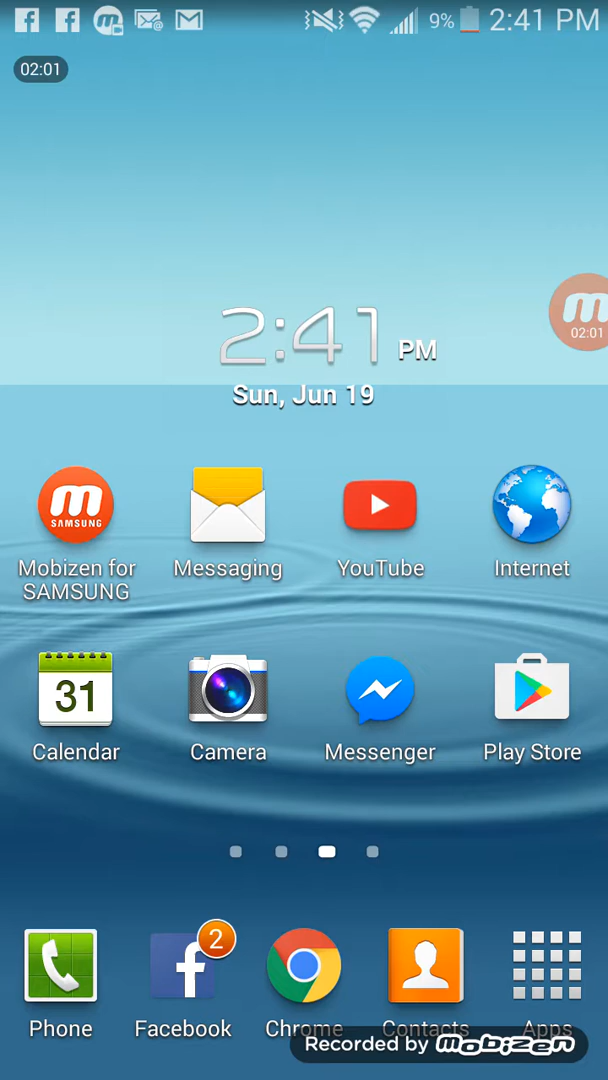 9% 2:41 PM
02:01
2:41 PM
Sun, Jun 19
m
02:01
m
SAMSUNG
Mobizen for
SAMSUNG
Messaging
YouTube
Internet
31
Calendar
Camera
Messenger
Play Store
2
Phone
Facebook
Chrome
Contacts
Apps
Recorded by mobizen